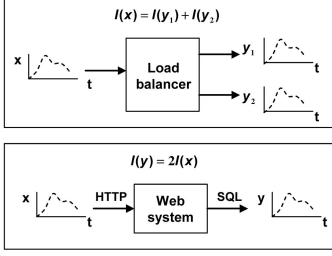 I(x) = I(y₁) + I(y₂)
x
t
Load
balancer
y₁
t
y₂
t
I(y) = 2I(x)
x
t
HTTP
Web
system
SQL
y
t